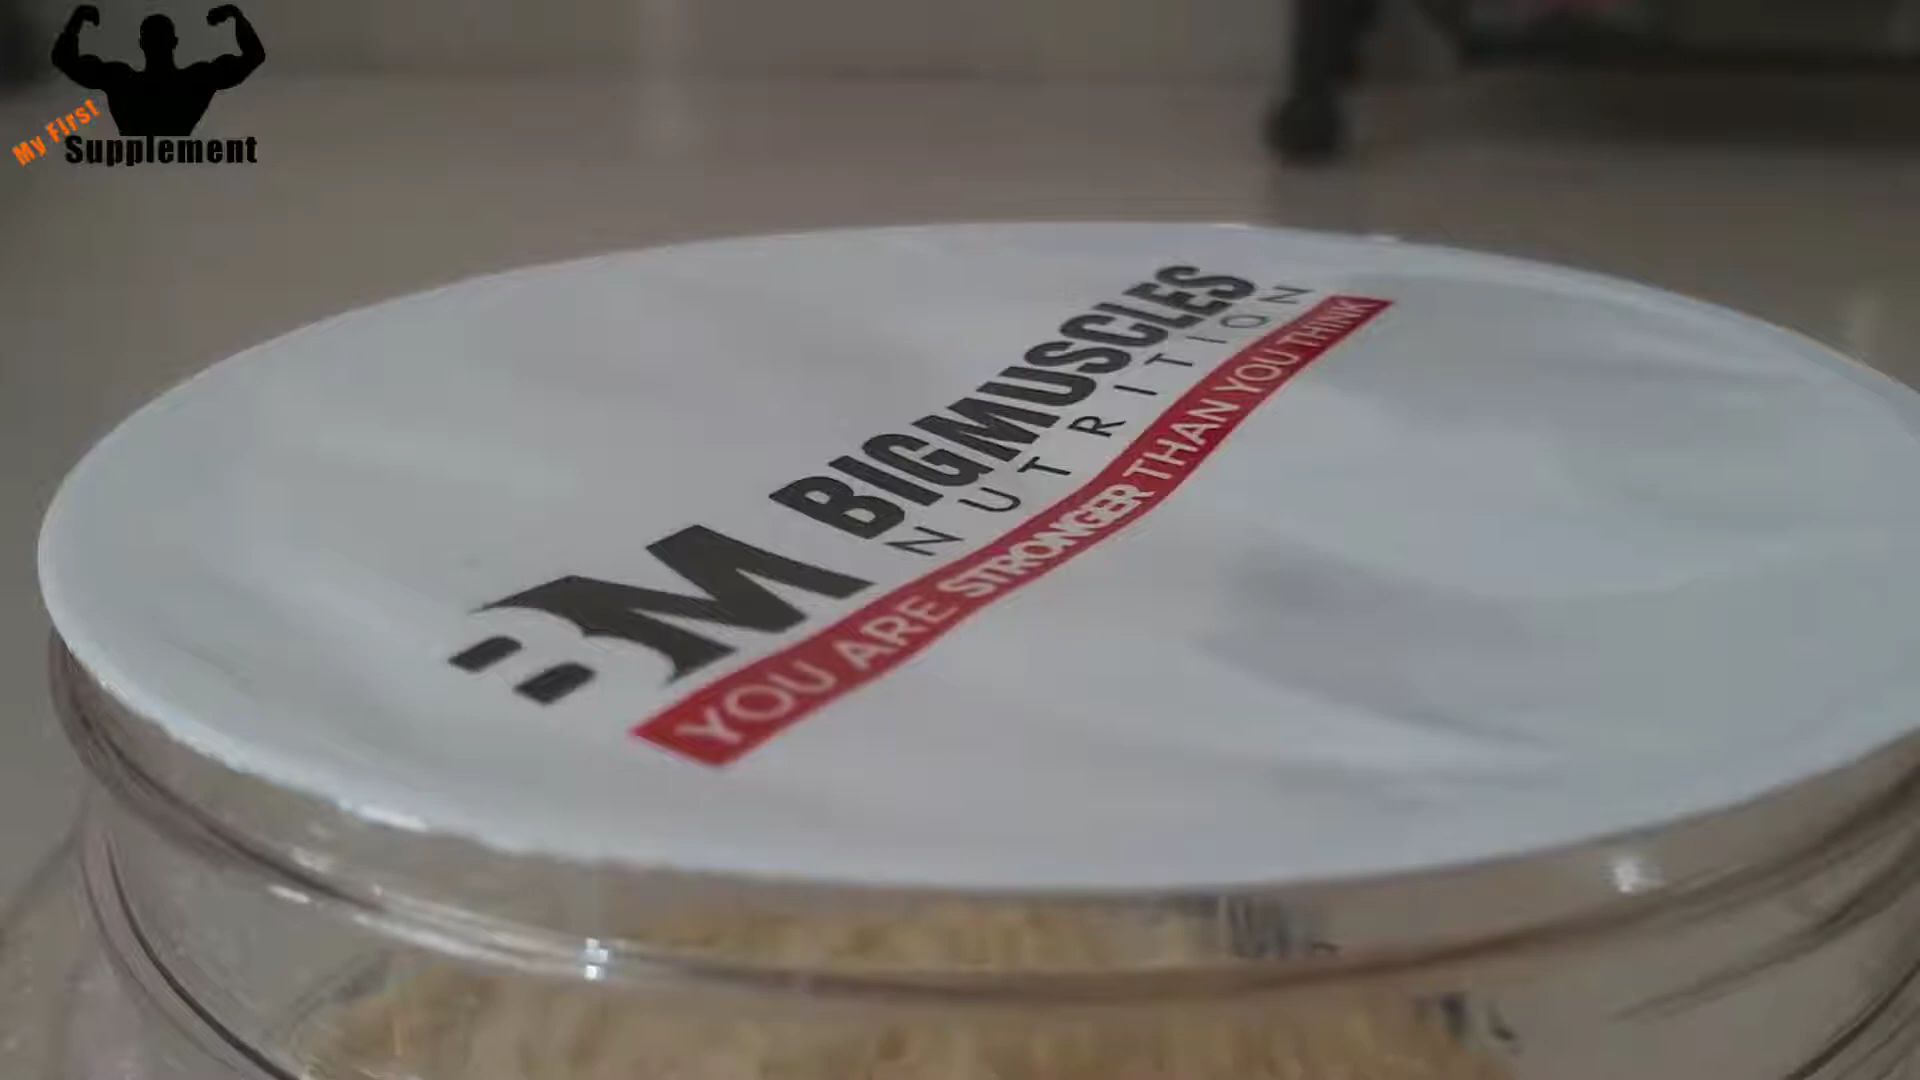 My First
Supplement
BM
BIGMUSCLES
NUTRITION
YOU ARE STRONGER THAN YOU THINK